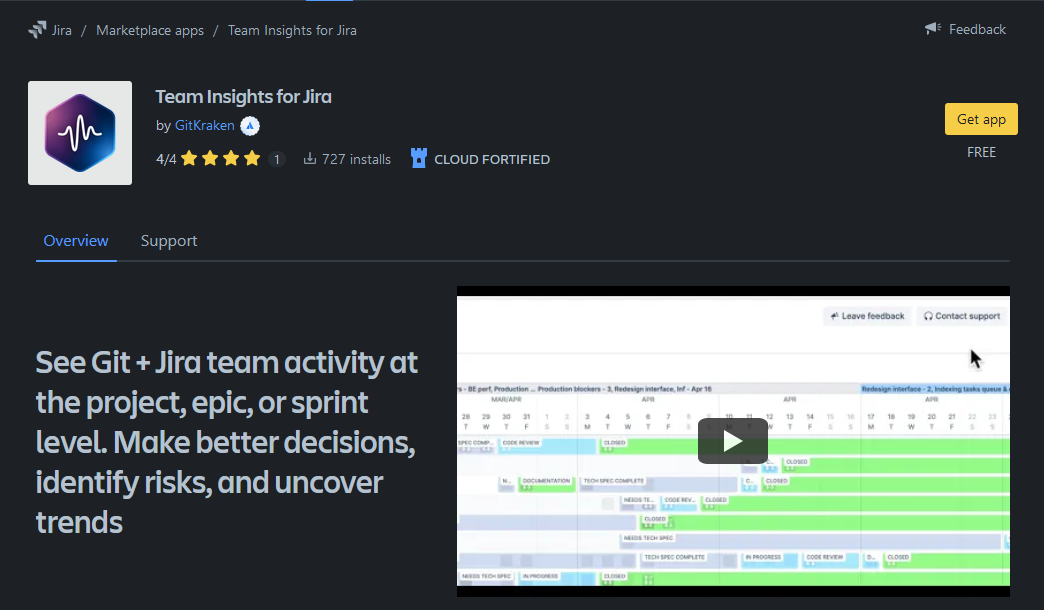 Jira / Marketplace apps / Team Insights for Jira
Feedback
Team Insights for Jira
by GitKraken
Get app
4/4 1 727 installs CLOUD FORTIFIED
FREE
Overview Support
See Git + Jira team activity at
the project, epic, or sprint
level. Make better decisions,
identify risks, and uncover
trends
Leave feedback Contact support
s - BE perf, Production ... Production blockers - 3, Redesign interface, Inf - Apr 16 Redesign interface - 2, Indexing tasks queue &
MAR/APR APR APR APR
28 29 30 31 1 2 3 4 5 6 7 8 9 10 11 12 13 14 15 16 17 18 19 20 21 22 23
T W T F S S M T W T F S S M T W T F S S M T W T F S S
SPEC COMP... CODE REVIEW CLOSED
C... CLOSED
N... DOCUMENTATION TECH SPEC COMPLETE C... CLOSED
NEEDS TE... CODE REV... CLOSED
CLOSED
NEEDS TECH SPEC
TECH SPEC COMPLETE IN PROGRESS CODE REVIEW D... CLOSED
NEEDS TECH SPEC IN PROGRESS CLOSED